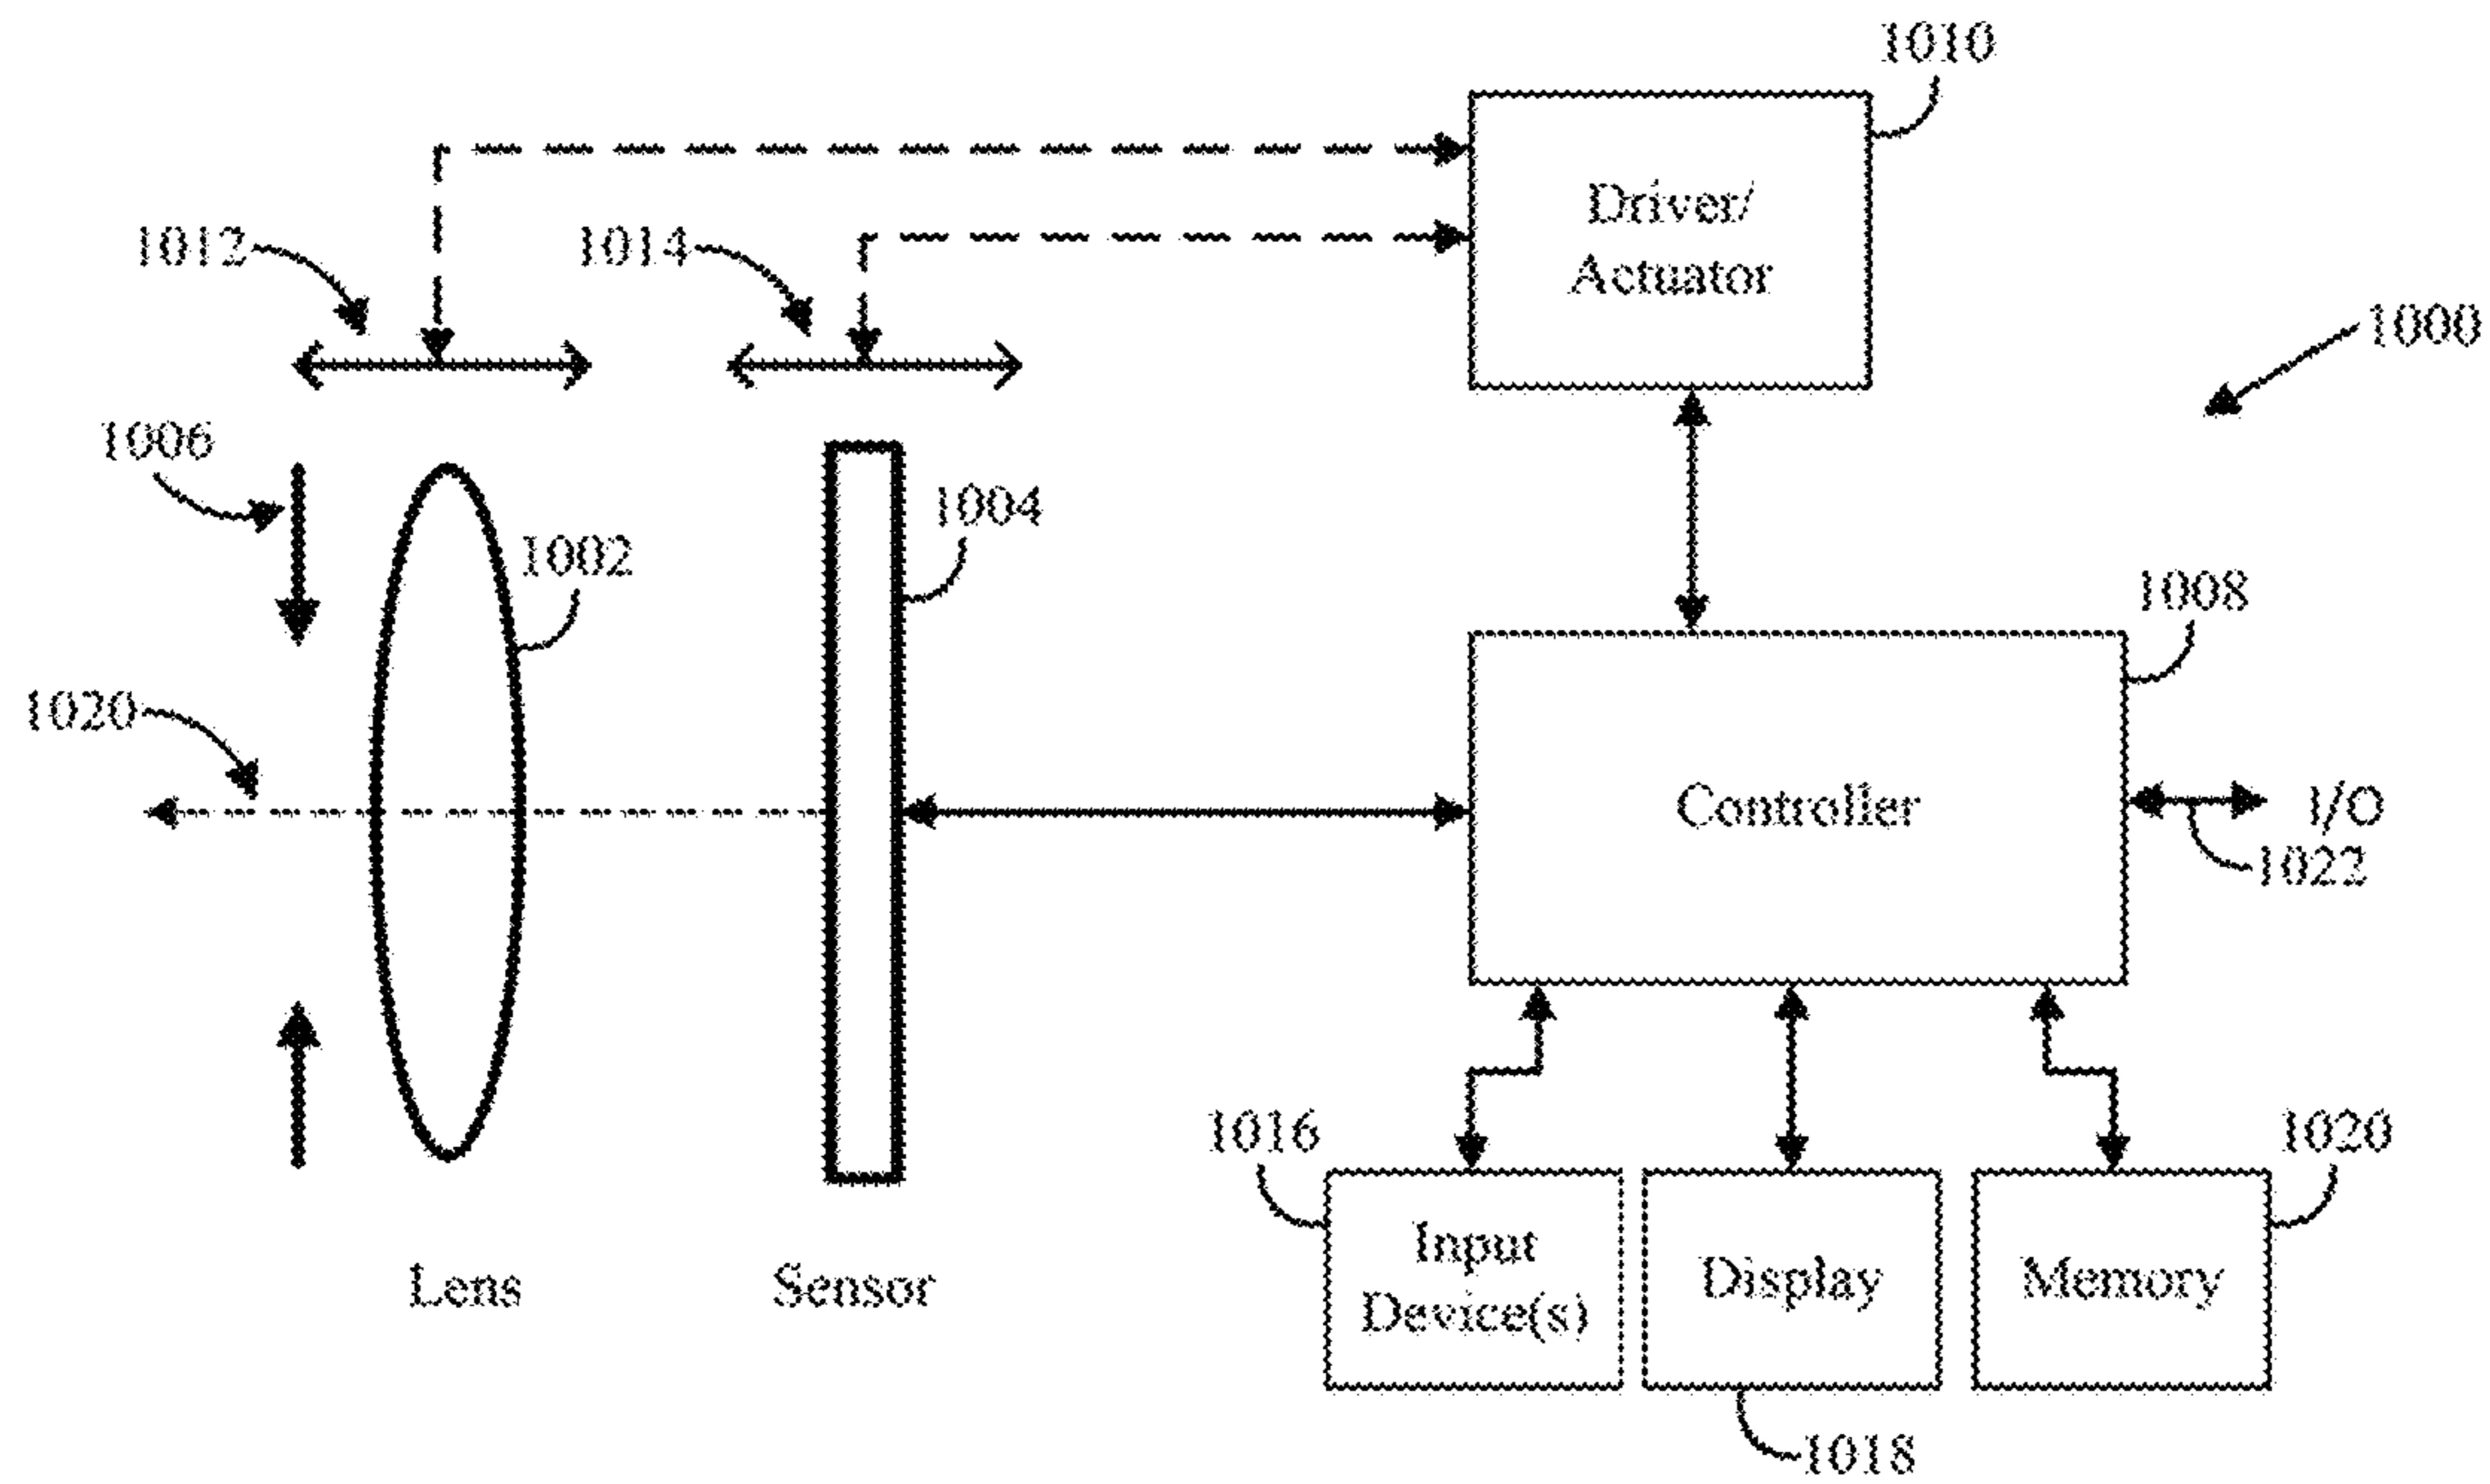 1010
Driver/
Actuator
1012
1014
1000
1006
1004
1002
1008
1020
Controller
I/O
1022
1016
1020
Input
Device(s)
Display
Memory
Lens
Sensor
1018